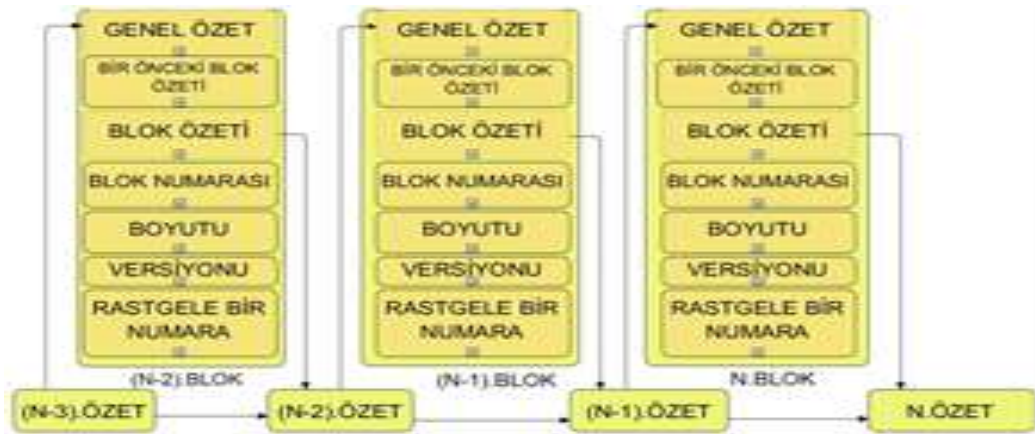 GENEL ÖZET
BİR ÖNCEKİ BLOK
ÖZETİ
BLOK ÖZETİ
BLOK NUMARASI
BOYUTU
VERSİYONU
RASTGELE BİR
NUMARA
(N-2).BLOK
GENEL ÖZET
BİR ÖNCEKİ BLOK
ÖZETİ
BLOK ÖZETİ
BLOK NUMARASI
BOYUTU
VERSİYONU
RASTGELE BİR
NUMARA
(N-1).BLOK
GENEL ÖZET
BİR ÖNCEKİ BLOK
ÖZETİ
BLOK ÖZETİ
BLOK NUMARASI
BOYUTU
VERSİYONU
RASTGELE BİR
NUMARA
N.BLOK
(N-3).ÖZET
(N-2).ÖZET
(N-1).ÖZET
N.ÖZET